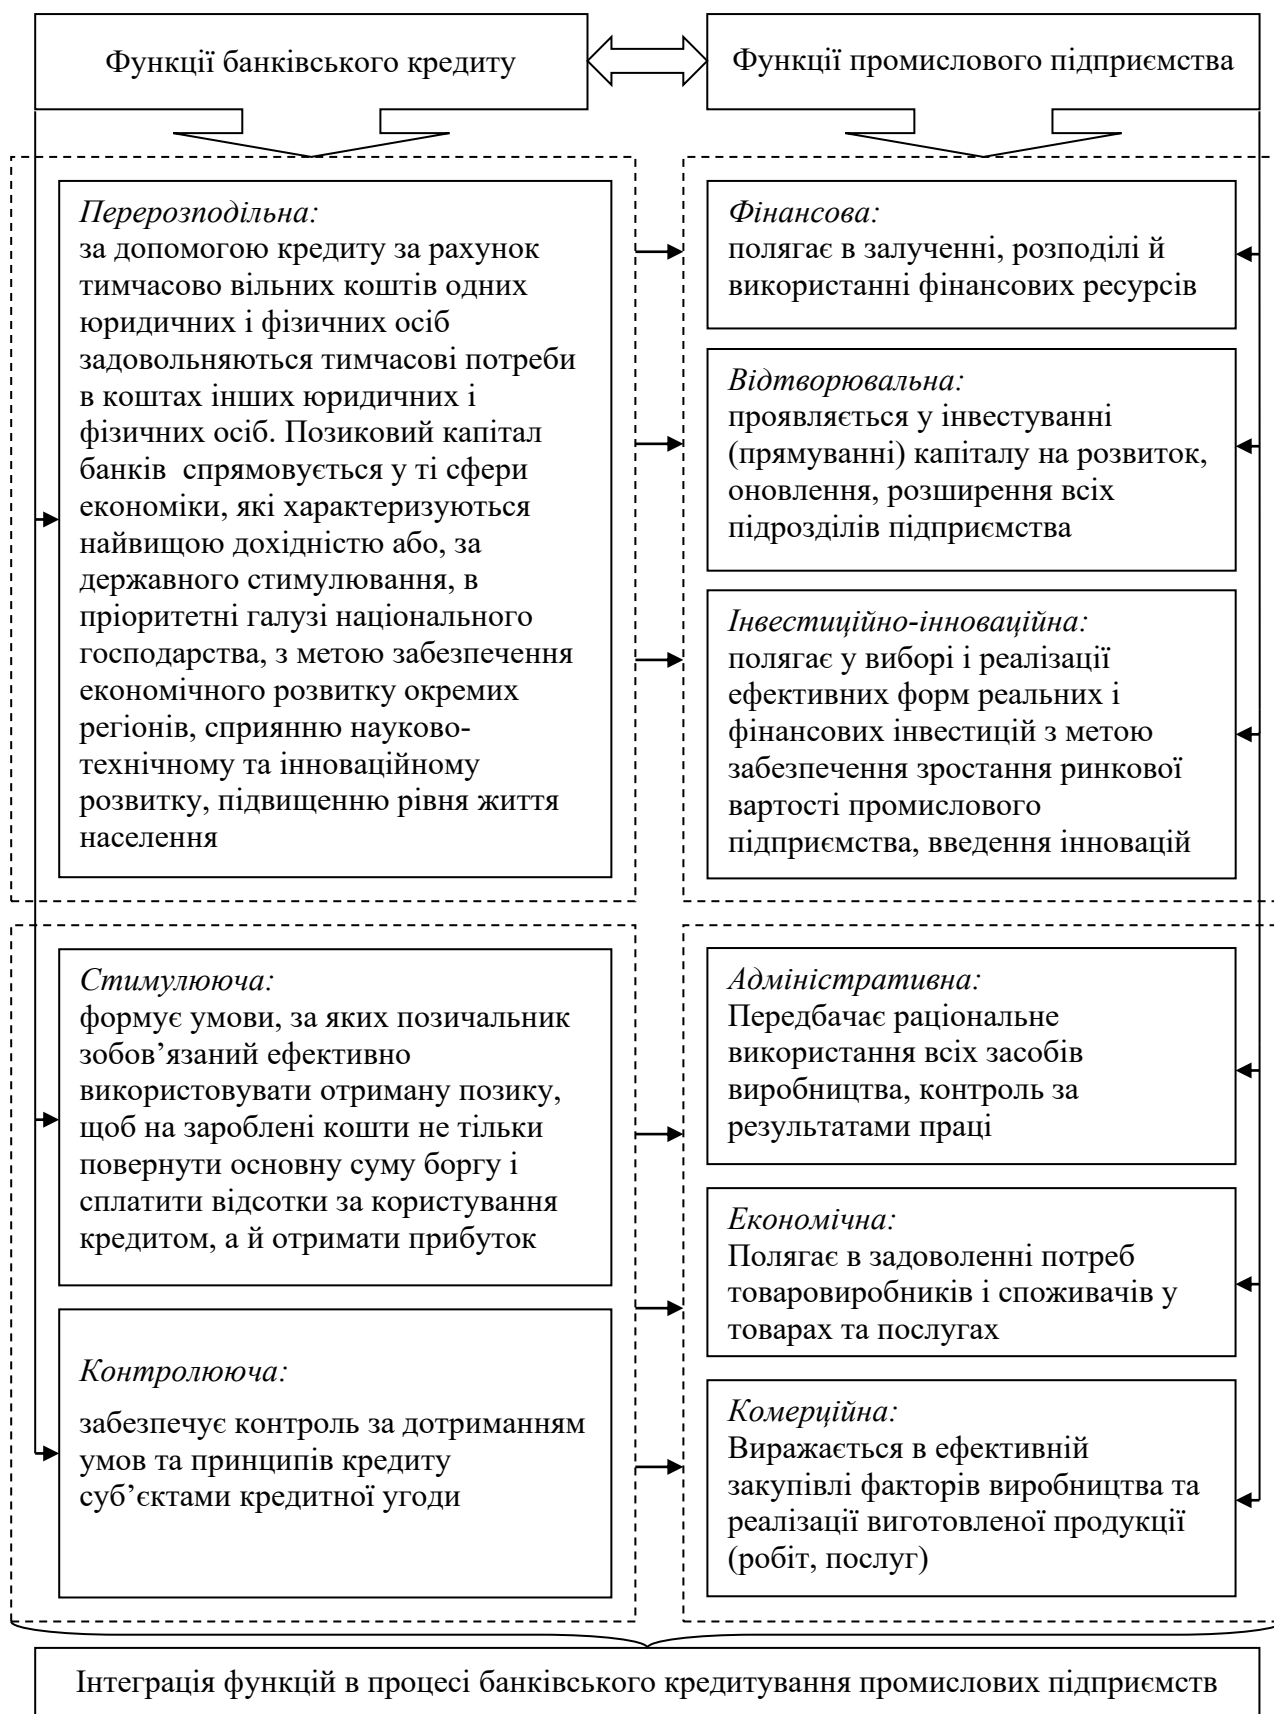 Функції банківського кредиту
Функції промислового підприємства
Перерозподільна:
за допомогою кредиту за рахунок
тимчасово вільних коштів одних
юридичних і фізичних осіб
задовольняються тимчасові потреби
в коштах інших юридичних і
фізичних осіб. Позиковий капітал
банків  спрямовується у ті сфери
економіки, які характеризуються
найвищою дохідністю або, за
державного стимулювання, в
пріоритетні галузі національного
господарства, з метою забезпечення
економічного розвитку окремих
регіонів, сприянню науково-
технічному та інноваційному
розвитку, підвищенню рівня життя
населення
Фінансова:
полягає в залученні, розподілі й
використанні фінансових ресурсів
Відтворювальна:
проявляється у інвестуванні
(прямуванні) капіталу на розвиток,
оновлення, розширення всіх
підрозділів підприємства
Інвестиційно-інноваційна:
полягає у виборі і реалізації
ефективних форм реальних і
фінансових інвестицій з метою
забезпечення зростання ринкової
вартості промислового
підприємства, введення інновацій
Стимулююча:
формує умови, за яких позичальник
зобов’язаний ефективно
використовувати отриману позику,
щоб на зароблені кошти не тільки
повернути основну суму боргу і
сплатити відсотки за користування
кредитом, а й отримати прибуток
Контролююча:
забезпечує контроль за дотриманням
умов та принципів кредиту
суб’єктами кредитної угоди
Адміністративна:
Передбачає раціональне
використання всіх засобів
виробництва, контроль за
результатами праці
Економічна:
Полягає в задоволенні потреб
товаровиробників і споживачів у
товарах та послугах
Комерційна:
Виражається в ефективній
закупівлі факторів виробництва та
реалізації виготовленої продукції
(робіт, послуг)
Інтеграція функцій в процесі банківського кредитування промислових підприємств